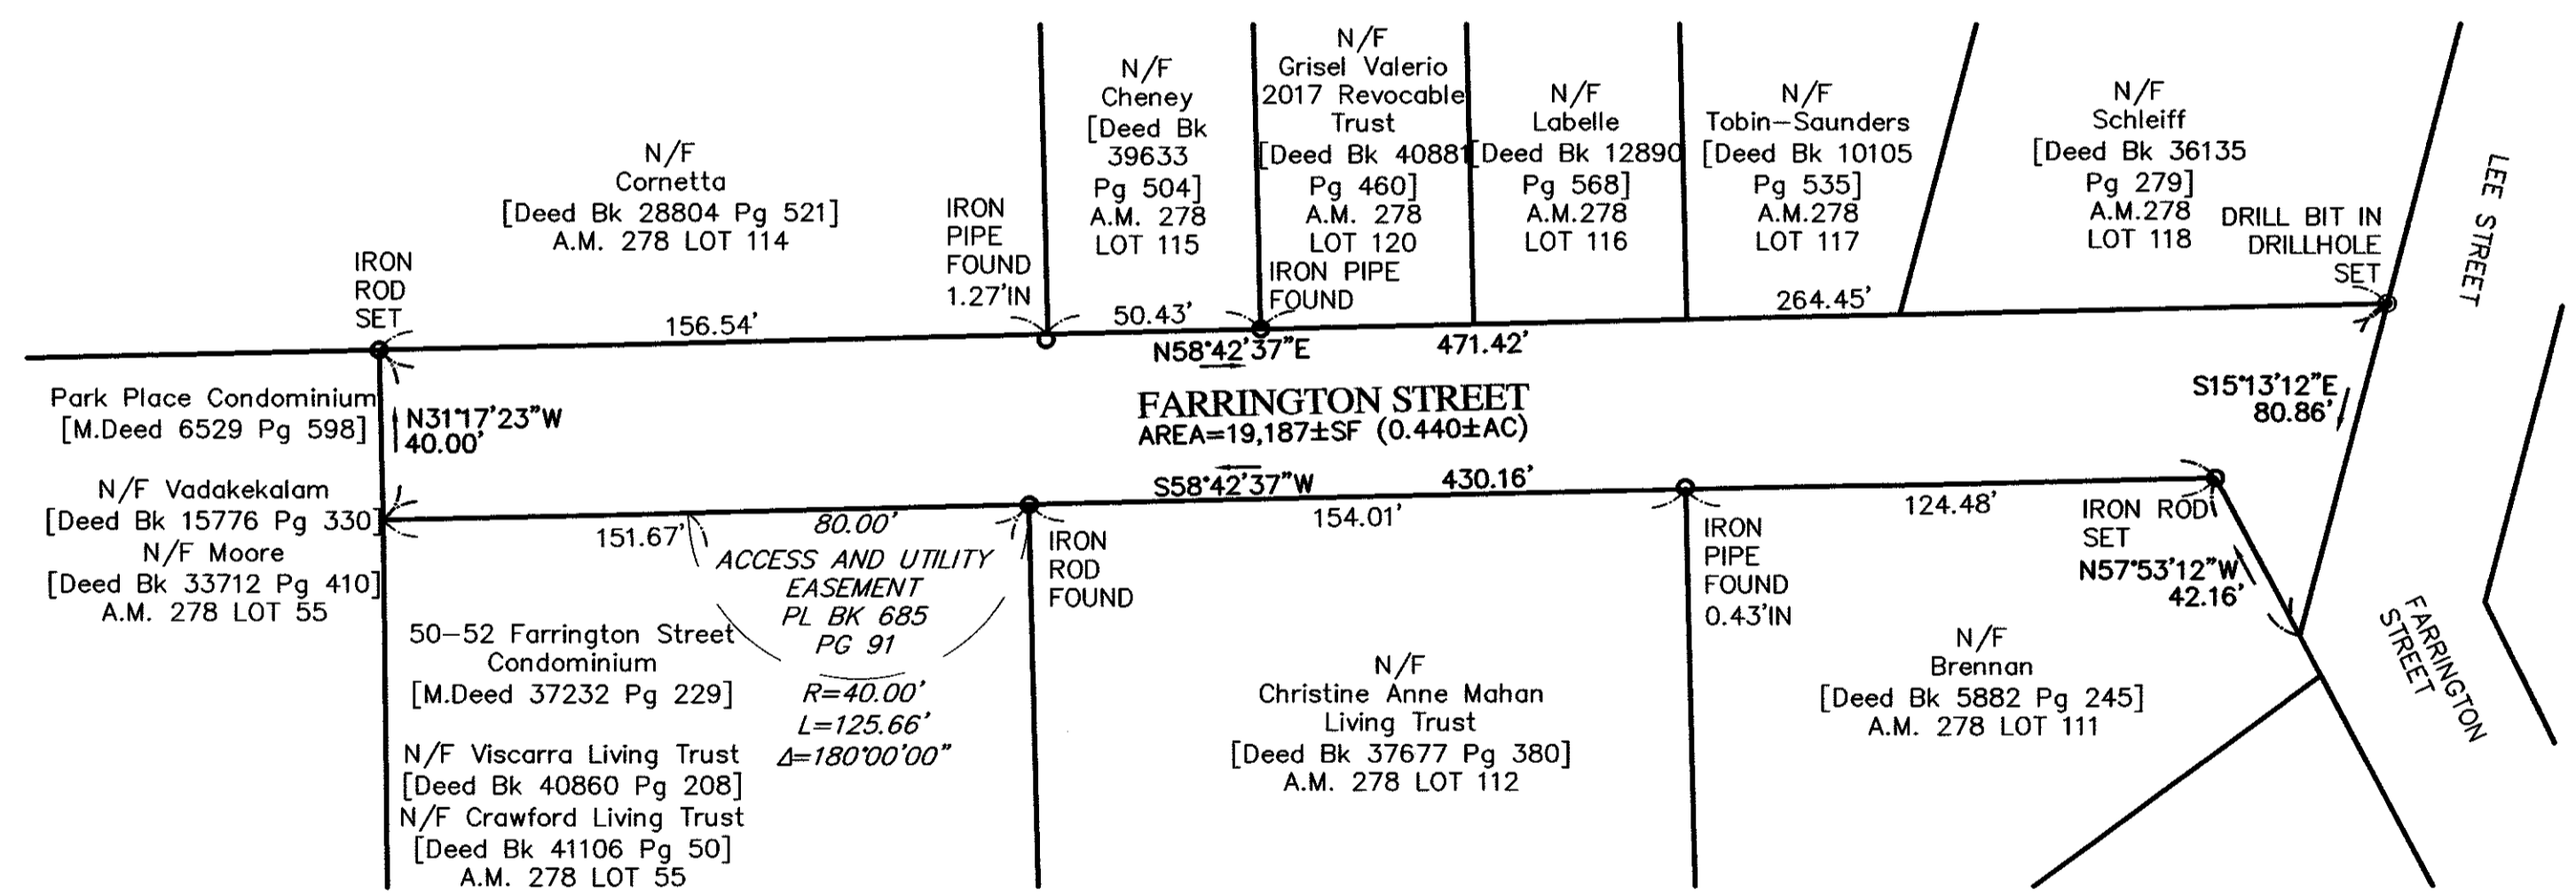 N/F
Cornetta
[Deed Bk 28804 Pg 521]
A.M. 278 LOT 114
N/F
Cheney
[Deed Bk
39633
Pg 504]
A.M. 278
LOT 115
N/F
Grisel Valerio
2017 Revocable
Trust
[Deed Bk 40881
Pg 460]
A.M. 278
LOT 120
N/F
Labelle
[Deed Bk 12890
Pg 568]
A.M.278
LOT 116
N/F
Tobin-Saunders
[Deed Bk 10105
Pg 535]
A.M.278
LOT 117
N/F
Schleiff
[Deed Bk 36135
Pg 279]
A.M.278
LOT 118
LEE STREET
IRON
ROD
SET
IRON
PIPE
FOUND
1.27'IN
IRON PIPE
FOUND
DRILL BIT IN
DRILLHOLE
SET
156.54'
50.43'
264.45'
N58°42'37"E
471.42'
Park Place Condominium
[M.Deed 6529 Pg 598]
N31°17'23"W
40.00'
FARRINGTON STREET
AREA=19,187±SF (0.440±AC)
S15°13'12"E
80.86'
N/F Vadakekalam
[Deed Bk 15776 Pg 330]
N/F Moore
[Deed Bk 33712 Pg 410]
A.M. 278 LOT 55
S58°42'37"W
430.16'
151.67'
80.00'
154.01'
124.48'
ACCESS AND UTILITY
EASEMENT
PL BK 685
PG 91
R=40.00'
L=125.66'
Δ=180°00'00"
IRON
ROD
FOUND
IRON
PIPE
FOUND
0.43'IN
IRON ROD
SET
N57°53'12"W
42.16'
FARRINGTON
STREET
50-52 Farrington Street
Condominium
[M.Deed 37232 Pg 229]
N/F Viscarra Living Trust
[Deed Bk 40860 Pg 208]
N/F Crawford Living Trust
[Deed Bk 41106 Pg 50]
A.M. 278 LOT 55
N/F
Christine Anne Mahan
Living Trust
[Deed Bk 37677 Pg 380]
A.M. 278 LOT 112
N/F
Brennan
[Deed Bk 5882 Pg 245]
A.M. 278 LOT 111